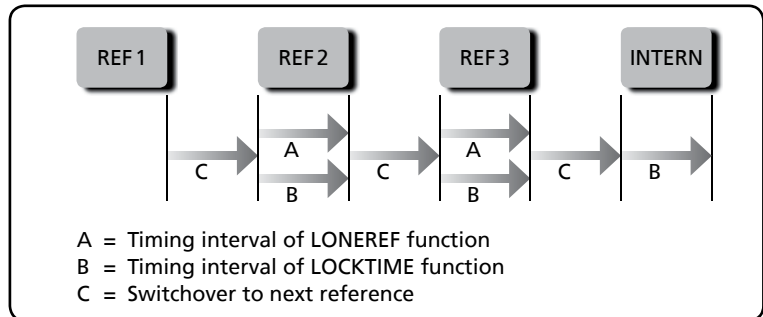 REF 1 REF 2 REF 3 INTERN
A A
C C C B
B B
A = Timing interval of LONEREF function
B = Timing interval of LOCKTIME function
C = Switchover to next reference